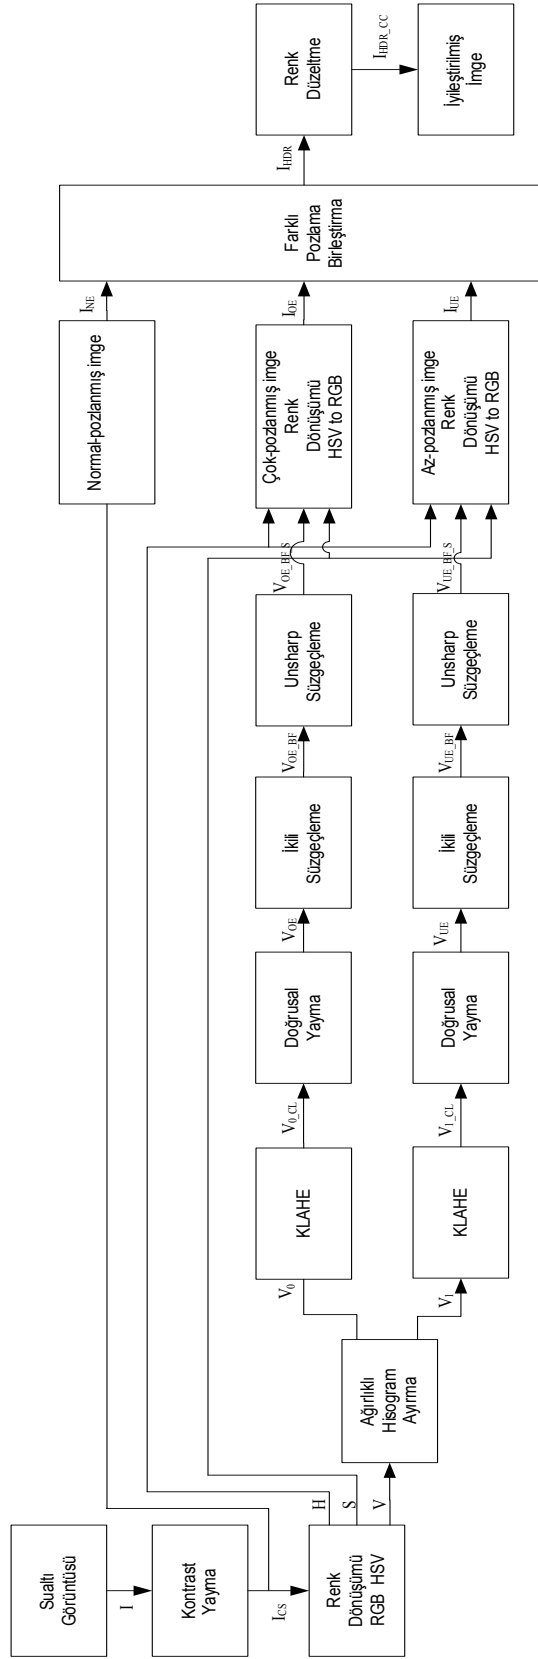 Sualtı
Görüntüsü
I
Kontrast
Yayma
I_CS
Renk
Dönüşümü
RGB HSV
H
S
V
Ağırlıklı
Hisogram
Ayırma
V_0
KLAHE
V_0_CL
Doğrusal
Yayma
V_OE
İkili
Süzgeçleme
V_OE_BF
Unsharp
Süzgeçleme
V_OE_BF_S
V_1
KLAHE
V_1_CL
Doğrusal
Yayma
V_UE
İkili
Süzgeçleme
V_UE_BF
Unsharp
Süzgeçleme
V_UE_BF_S
Normal-pozlanmış imge
I_NE
Çok-pozlanmış imge
Renk
Dönüşümü
HSV to RGB
I_OE
Az-pozlanmış imge
Renk
Dönüşümü
HSV to RGB
I_UE
Farklı
Pozlama
Birleştirma
I_HDR
Renk
Düzeltme
I_HDR_CC
İyileştirilmiş
İmge